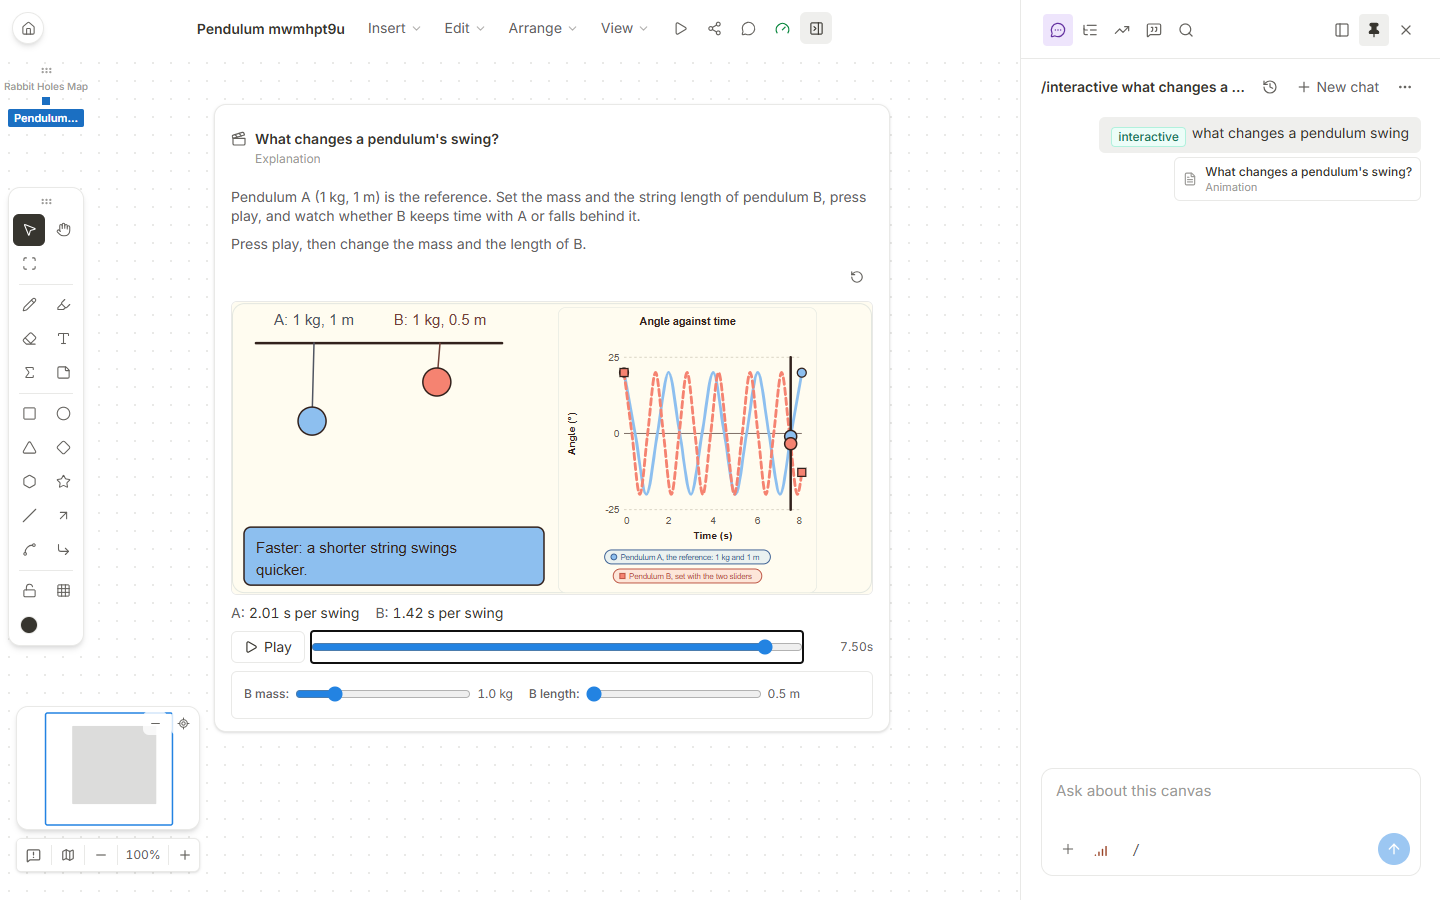 Pendulum mwmhpt9u
Insert
Edit
Arrange
View
Rabbit Holes Map
Pendulum...
What changes a pendulum's swing?
Explanation
Pendulum A (1 kg, 1 m) is the reference. Set the mass and the string length of pendulum B, press
play, and watch whether B keeps time with A or falls behind it.
Press play, then change the mass and the length of B.
A: 1 kg, 1 m
B: 1 kg, 0.5 m
Faster: a shorter string swings
quicker.
Angle against time
Angle (°)
25
0
-25
0
2
4
6
8
Time (s)
Pendulum A, the reference: 1 kg and 1 m
Pendulum B, set with the two sliders
A: 2.01 s per swing
B: 1.42 s per swing
Play
7.50s
B mass:
1.0 kg
B length:
0.5 m
100%
/interactive what changes a ...
New chat
interactive what changes a pendulum swing
What changes a pendulum's swing?
Animation
Ask about this canvas
/